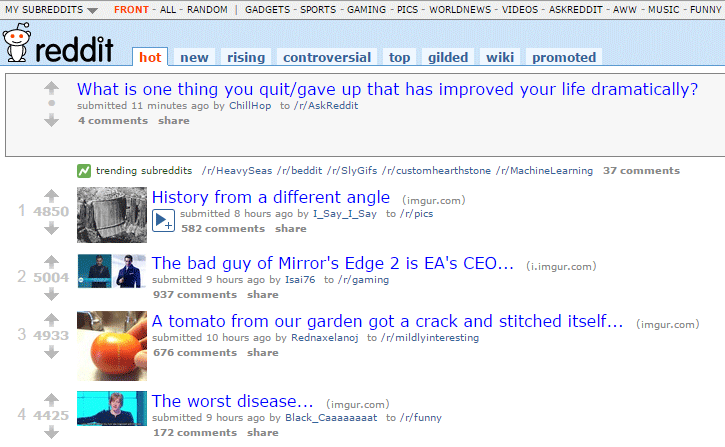 MY SUBREDDITS FRONT - ALL - RANDOM | GADGETS - SPORTS - GAMING - PICS - WORLDNEWS - VIDEOS - ASKREDDIT - AWW - MUSIC - FUNNY
reddit hot new rising controversial top gilded wiki promoted
What is one thing you quit/gave up that has improved your life dramatically?
submitted 11 minutes ago by ChillHop to /r/AskReddit
4 comments share
trending subreddits /r/HeavySeas /r/beddit /r/SlyGifs /r/customhearthstone /r/MachineLearning 37 comments
History from a different angle (imgur.com)
1 4850 submitted 8 hours ago by I_Say_I_Say to /r/pics
582 comments share
The bad guy of Mirror's Edge 2 is EA's CEO... (i.imgur.com)
2 5004 submitted 9 hours ago by Isai76 to /r/gaming
937 comments share
A tomato from our garden got a crack and stitched itself... (imgur.com)
3 4933 submitted 10 hours ago by Rednaxelanoj to /r/mildlyinteresting
676 comments share
The worst disease... (imgur.com)
4 4425 submitted 9 hours ago by Black_Caaaaaaaat to /r/funny
172 comments share